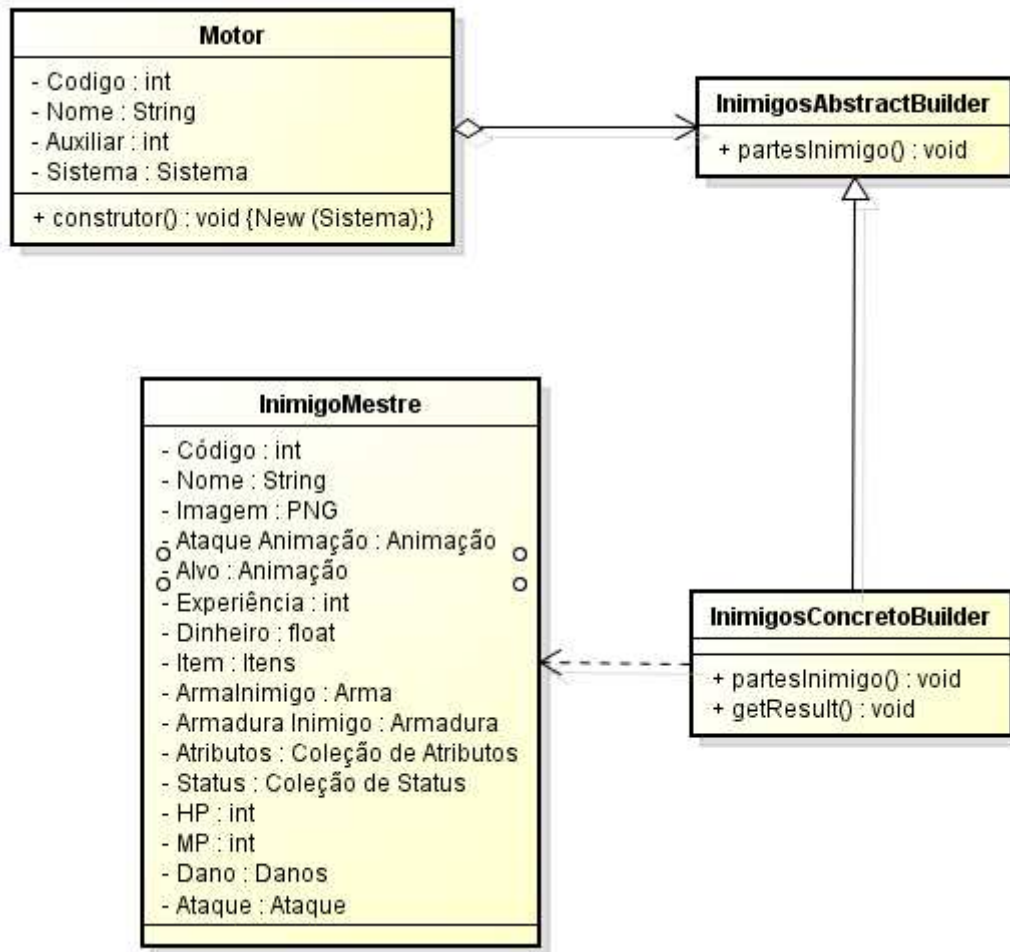 Motor
- Codigo : int
- Nome : String
- Auxiliar : int
- Sistema : Sistema
+ construtor() : void {New (Sistema);}
InimigosAbstractBuilder
+ partesInimigo() : void
InimigoMestre
- Código : int
- Nome : String
- Imagem : PNG
- Ataque Animação : Animação
- Alvo : Animação
- Experiência : int
- Dinheiro : float
- Item : Itens
- ArmaInimigo : Arma
- Armadura Inimigo : Armadura
- Atributos : Coleção de Atributos
- Status : Coleção de Status
- HP : int
- MP : int
- Dano : Danos
- Ataque : Ataque
InimigosConcretoBuilder
+ partesInimigo() : void
+ getResult() : void